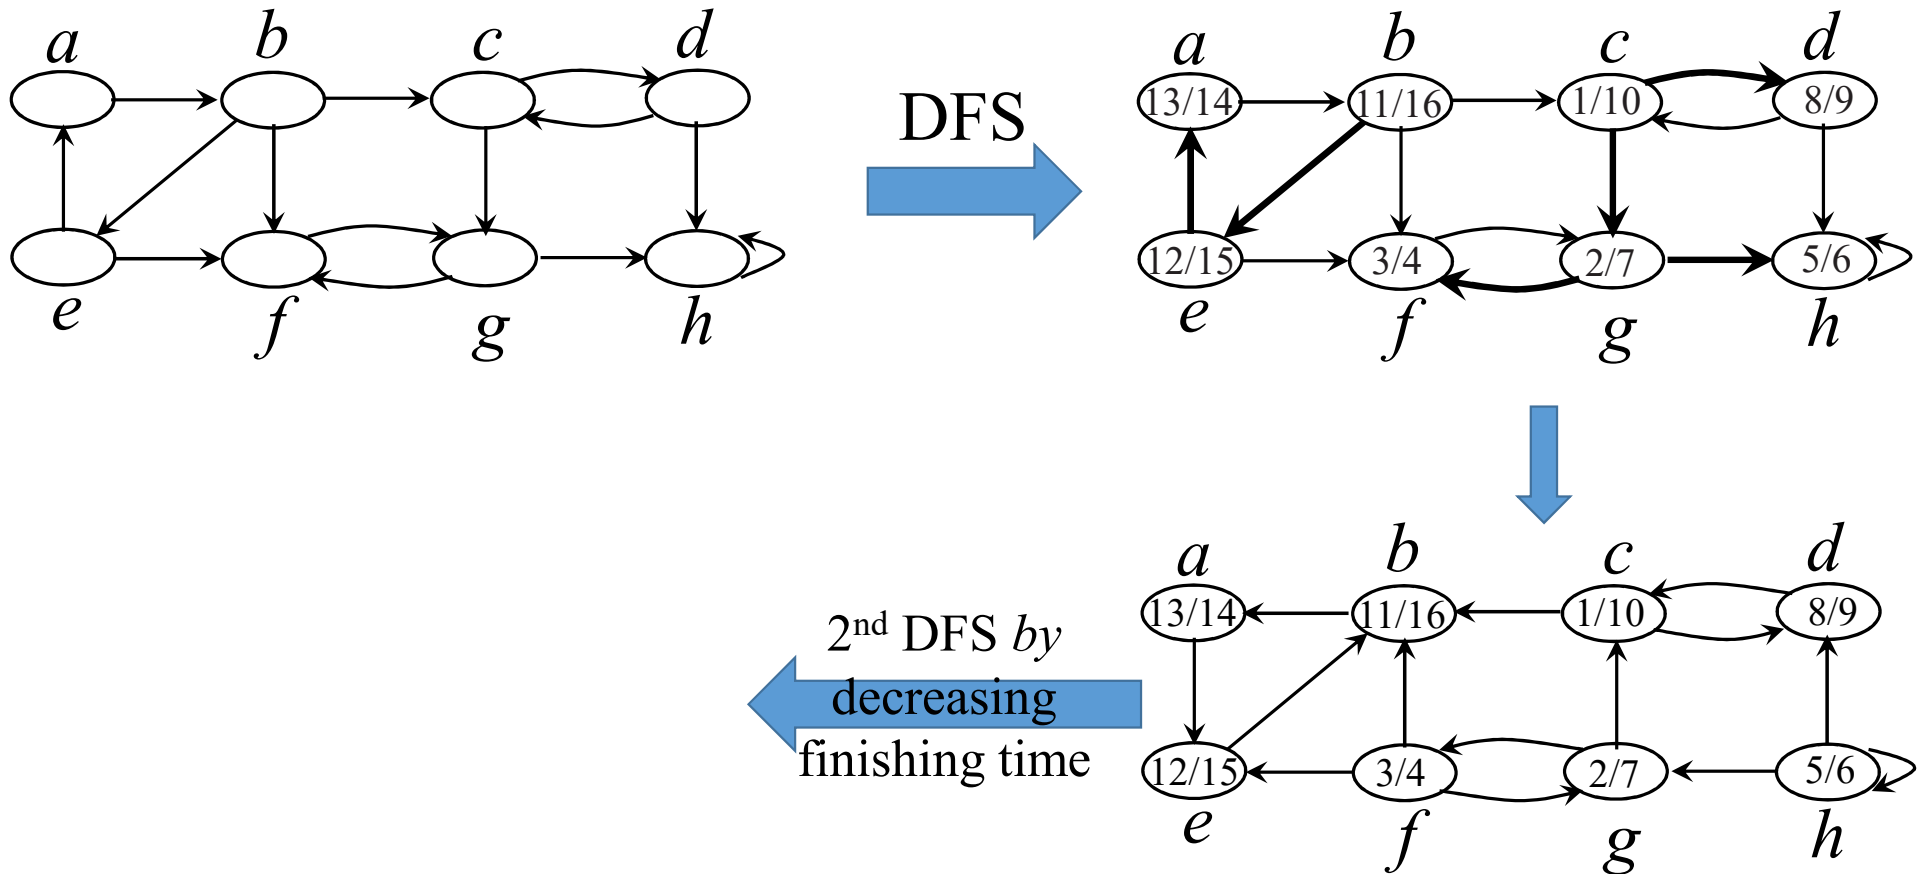 a b c d
e f g h
DFS
a b c d
13/14 11/16 1/10 8/9
12/15 3/4 2/7 5/6
e f g h
a b c d
13/14 11/16 1/10 8/9
12/15 3/4 2/7 5/6
e f g h
2nd DFS by
decreasing
finishing time